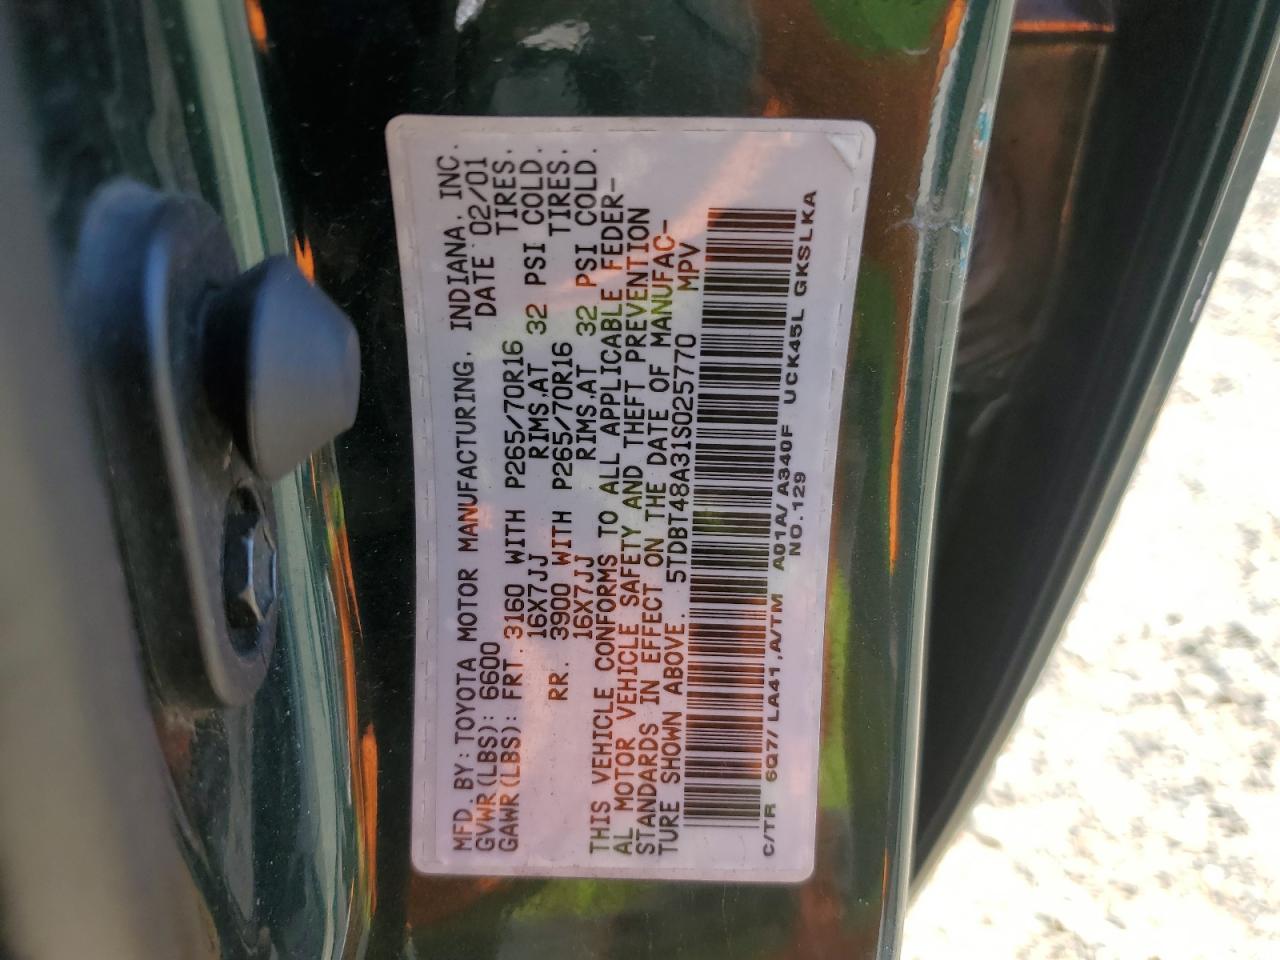 MFD. BY: TOYOTA MOTOR MANUFACTURING, INDIANA, INC.
GVWR(LBS): 6600 DATE 02/01
GAWR(LBS): FRT. 3160 WITH P265/70R16 TIRES,
16X7JJ RIMS,AT 32 PSI COLD.
RR. 3900 WITH P265/70R16 TIRES,
16X7JJ RIMS,AT 32 PSI COLD.
THIS VEHICLE CONFORMS TO ALL APPLICABLE FEDER-
AL MOTOR VEHICLE SAFETY AND THEFT PREVENTION
STANDARDS IN EFFECT ON THE DATE OF MANUFAC-
TURE SHOWN ABOVE. 5TDBT48A31S025770 MPV
C/TR 6Q7/LA41,A/TM A01A/A340F UCK45L GKSLKA
NO.129